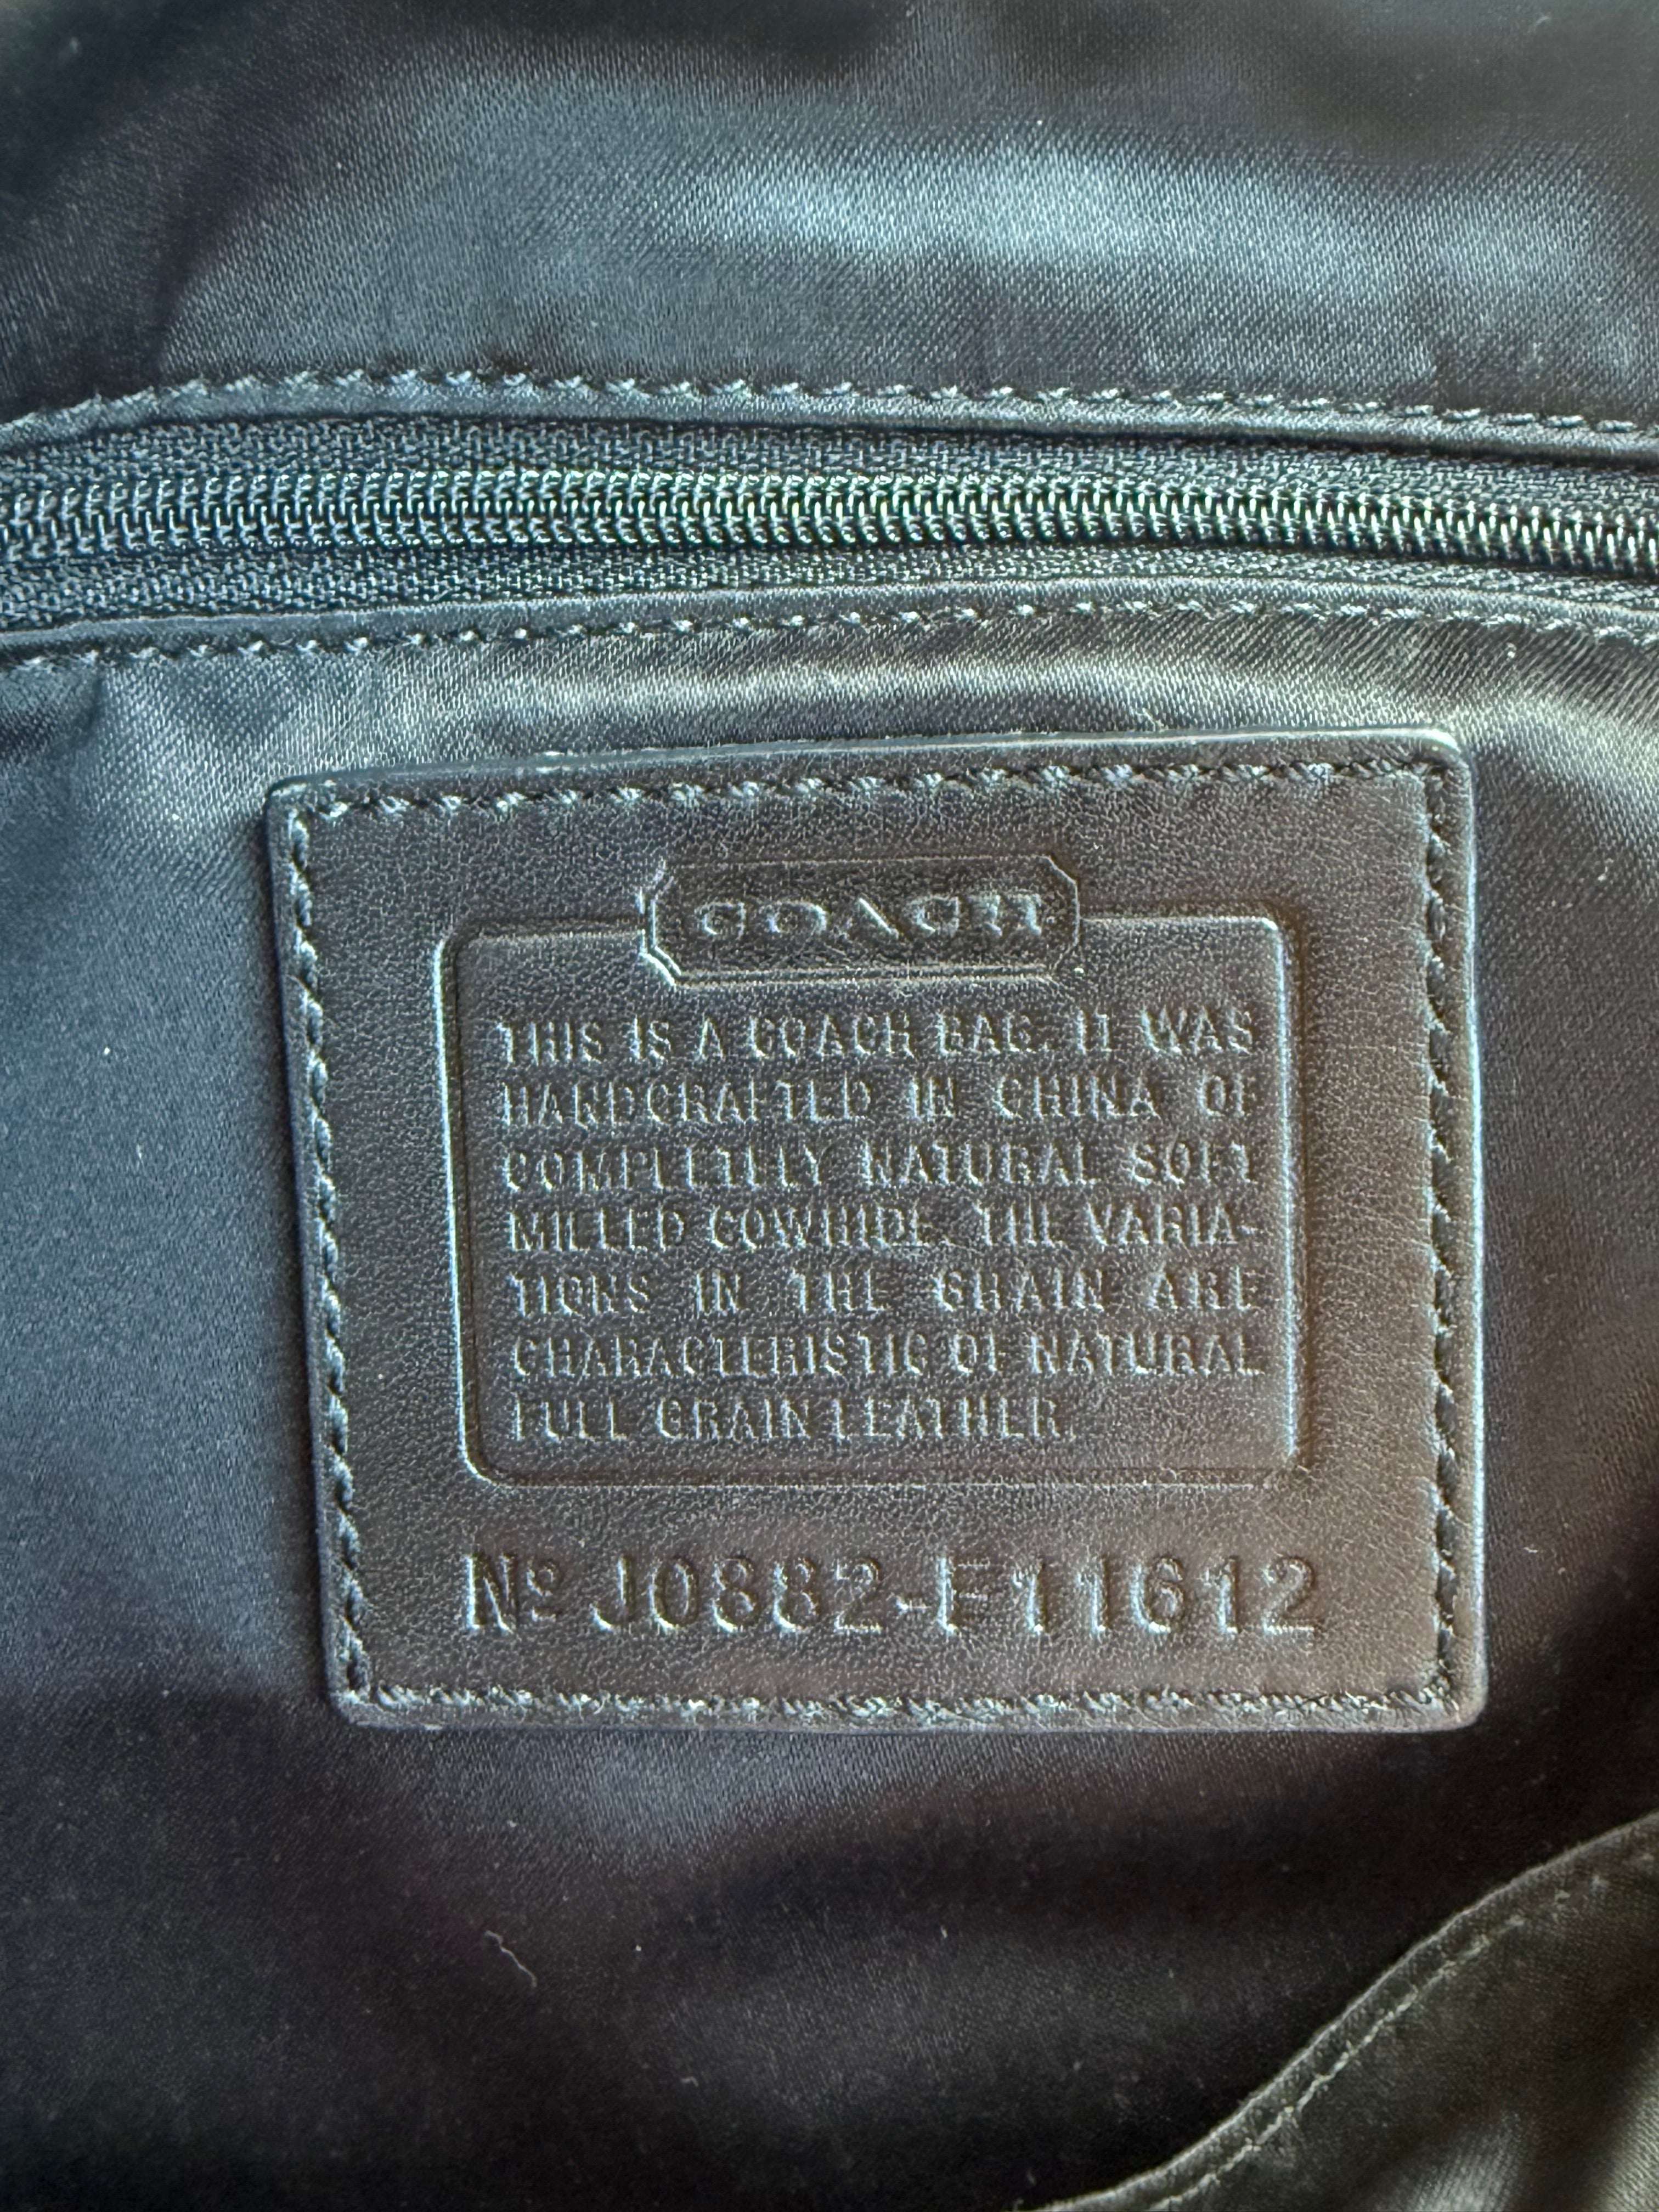 COACH
THIS IS A COACH BAG. IT WAS
HANDCRAFTED IN CHINA OF
COMPLETELY NATURAL SOFT
MILLED COWHIDE. THE VARIA-
TIONS IN THE GRAIN ARE
CHARACTERISTIC OF NATURAL
FULL GRAIN LEATHER.
Nº J0882-F11612